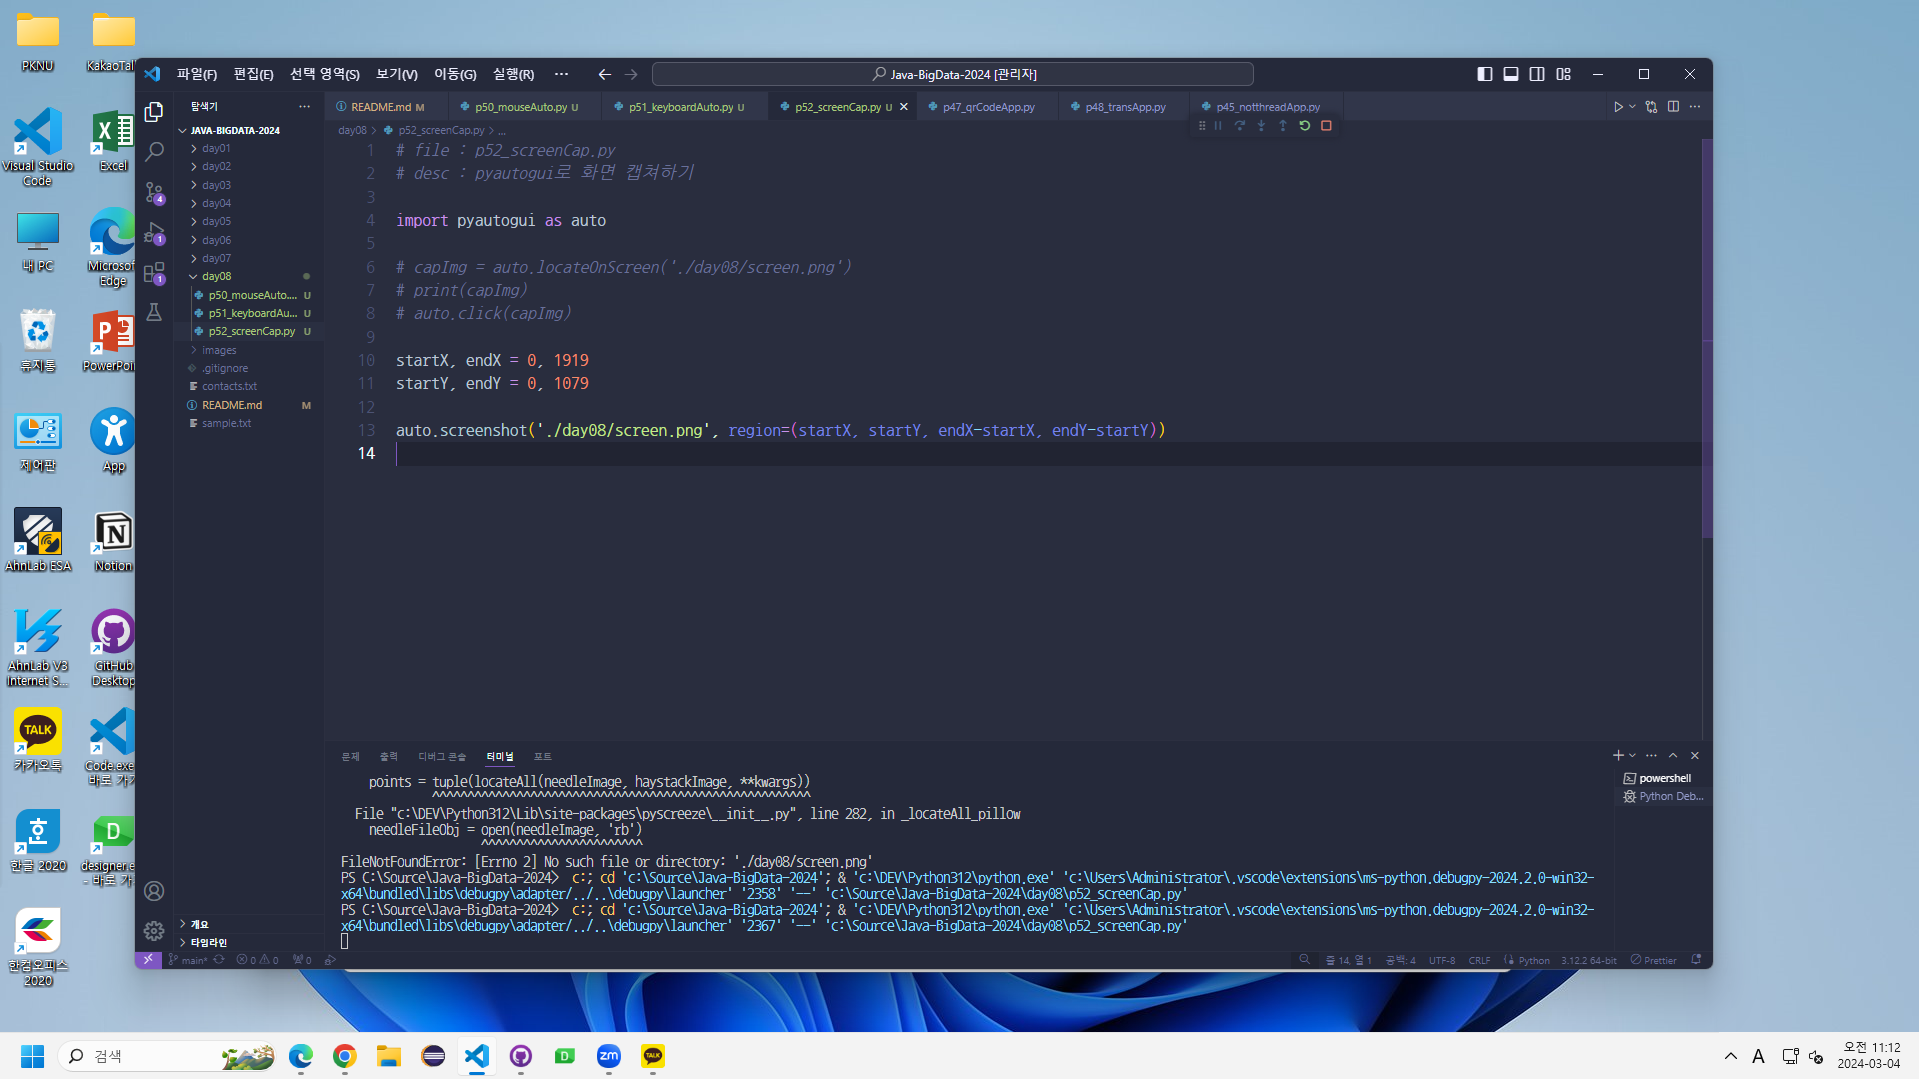 PKNU
KakaoTal
Visual Studio Code
Excel
내 PC
Microsof Edge
휴지통
PowerPoi
제어판
App
AhnLab ESA
Notion
AhnLab V3 Internet S...
GitHub Desktop
카카오톡
Code.exe 바로 가기
한글 2020
designer.e - 바로 가
한컴오피스 2020
파일(F) 편집(E) 선택 영역(S) 보기(V) 이동(G) 실행(R) ···
Java-BigData-2024 [관리자]
탐색기 ···
JAVA-BIGDATA-2024
day01
day02
day03
day04
day05
day06
day07
day08
p50_mouseAuto.... U
p51_keyboardAu... U
p52_screenCap.py U
images
.gitignore
contacts.txt
README.md M
sample.txt
개요
타임라인
4
1
1
README.md M p50_mouseAuto.py U p51_keyboardAuto.py U p52_screenCap.py U p47_qrCodeApp.py p48_transApp.py p45_notthreadApp.py
day08 > p52_screenCap.py > ...
1 # file : p52_screenCap.py
2 # desc : pyautogui로 화면 캡처하기
3
4 import pyautogui as auto
5
6 # capImg = auto.locateOnScreen('./day08/screen.png')
7 # print(capImg)
8 # auto.click(capImg)
9
10 startX, endX = 0, 1919
11 startY, endY = 0, 1079
12
13 auto.screenshot('./day08/screen.png', region=(startX, startY, endX-startX, endY-startY))
14
문제 출력 디버그 콘솔 터미널 포트
points = tuple(locateAll(needleImage, haystackImage, **kwargs))
^^^^^^^^^^^^^^^^^^^^^^^^^^^^^^^^^^^^^^^^^^^^^^^^^^^^^^
File "c:\DEV\Python312\Lib\site-packages\pyscreeze\__init__.py", line 282, in _locateAll_pillow
needleFileObj = open(needleImage, 'rb')
^^^^^^^^^^^^^^^^^^^^^^^
FileNotFoundError: [Errno 2] No such file or directory: './day08/screen.png'
PS C:\Source\Java-BigData-2024> c:; cd 'c:\Source\Java-BigData-2024'; & 'c:\DEV\Python312\python.exe' 'c:\Users\Administrator\.vscode\extensions\ms-python.debugpy-2024.2.0-win32-
x64\bundled\libs\debugpy\adapter/../..\debugpy\launcher' '2358' '--' 'c:\Source\Java-BigData-2024\day08\p52_screenCap.py'
PS C:\Source\Java-BigData-2024> c:; cd 'c:\Source\Java-BigData-2024'; & 'c:\DEV\Python312\python.exe' 'c:\Users\Administrator\.vscode\extensions\ms-python.debugpy-2024.2.0-win32-
x64\bundled\libs\debugpy\adapter/../..\debugpy\launcher' '2367' '--' 'c:\Source\Java-BigData-2024\day08\p52_screenCap.py'
powershell
Python Deb...
main* 0 0 0 줄 14, 열 1 공백: 4 UTF-8 CRLF Python 3.12.2 64-bit Prettier
검색
A
오전 11:12
2024-03-04